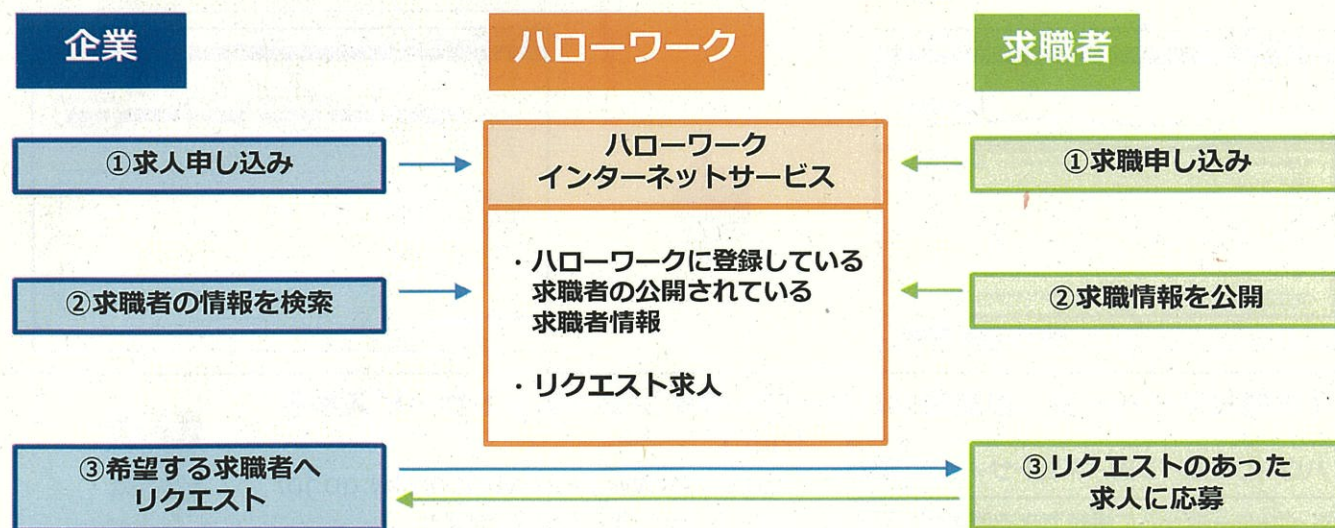 企業
ハローワーク
求職者
①求人申し込み
ハローワーク
インターネットサービス
①求職申し込み
②求職者の情報を検索
・ハローワークに登録している
求職者の公開されている
求職者情報
・リクエスト求人
②求職情報を公開
③希望する求職者へ
リクエスト
③リクエストのあった
求人に応募